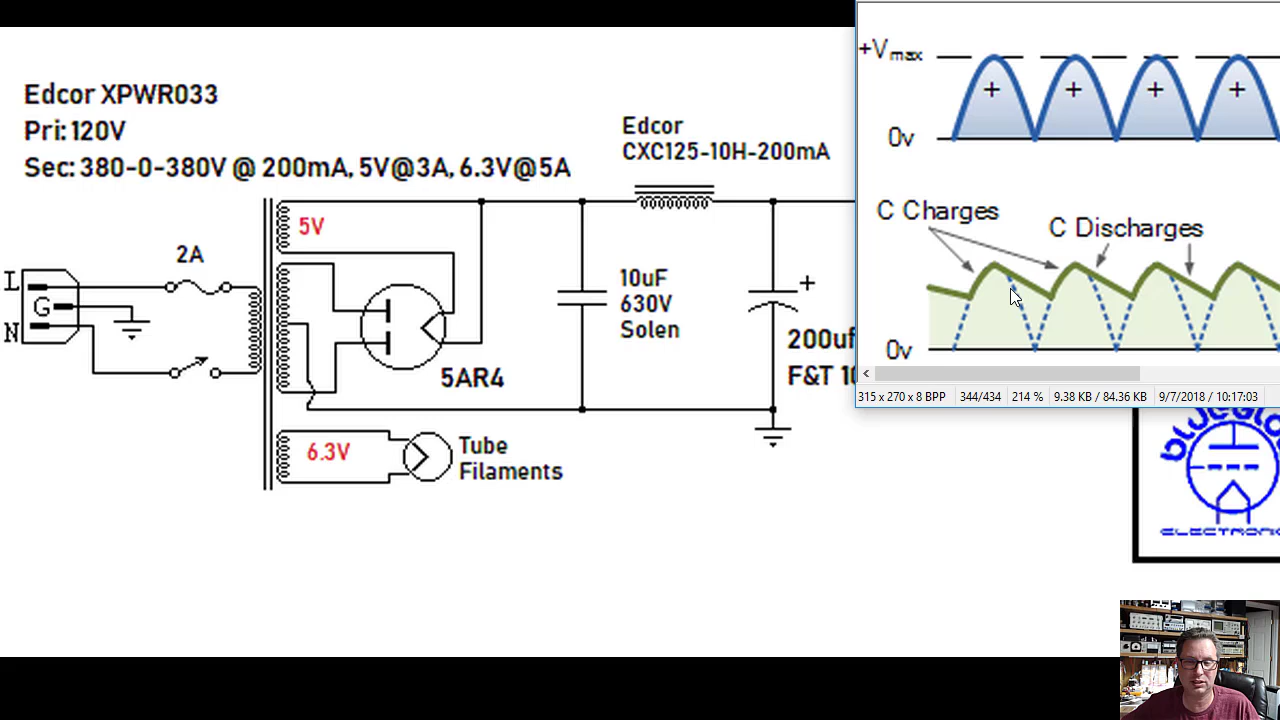 Edcor XPWR033
Pri: 120V
Sec: 380-0-380V @ 200mA, 5V@3A, 6.3V@5A
Edcor
CXC125-10H-200mA
+Vmax
+ + + +
0v
C Charges
C Discharges
0v
315 x 270 x 8 BPP 344/434 214 % 9.38 KB / 84.36 KB 9/7/2018 / 10:17:03
5V
2A
L
G
N
10uF
630V
Solen
+
200uf
F&T
5AR4
6.3V
Tube
Filaments